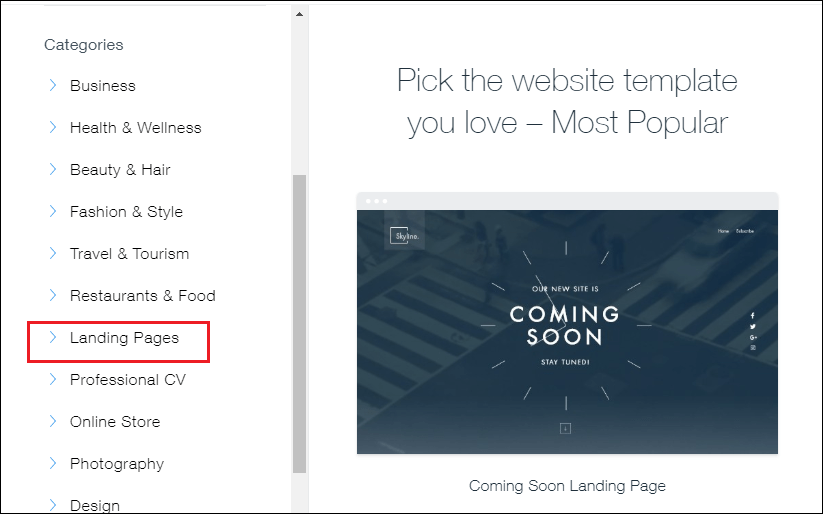 Categories
Business
Health & Wellness
Beauty & Hair
Fashion & Style
Travel & Tourism
Restaurants & Food
Landing Pages
Professional CV
Online Store
Photography
Design
Pick the website template
you love – Most Popular
Skyline.
Home Subscribe
OUR NEW SITE IS
COMING
SOON
STAY TUNED!
Coming Soon Landing Page